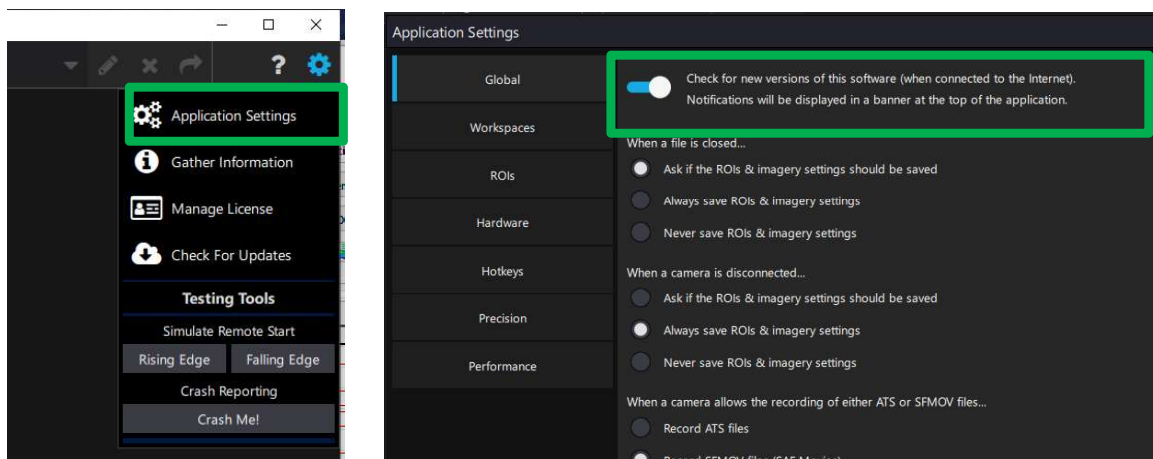 ?
Application Settings
Gather Information
Manage License
Check For Updates
Testing Tools
Simulate Remote Start
Rising Edge
Falling Edge
Crash Reporting
Crash Me!
Application Settings
Global
Workspaces
ROIs
Hardware
Hotkeys
Precision
Performance
Check for new versions of this software (when connected to the Internet).
Notifications will be displayed in a banner at the top of the application.
When a file is closed...
Ask if the ROIs & imagery settings should be saved
Always save ROIs & imagery settings
Never save ROIs & imagery settings
When a camera is disconnected...
Ask if the ROIs & imagery settings should be saved
Always save ROIs & imagery settings
Never save ROIs & imagery settings
When a camera allows the recording of either ATS or SFMOV files...
Record ATS files
Record SFMOV files (SAF Movies)